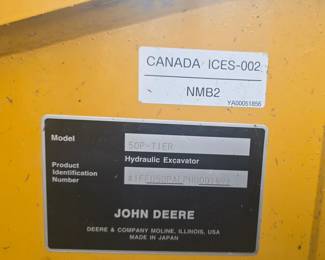 CANADA ICES-002
NMB2
YA00051856
Model
50P-TIER
Product
Identification
Number
Hydraulic Excavator
JOHN DEERE
DEERE & COMPANY MOLINE, ILLINOIS, USA
MADE IN JAPAN